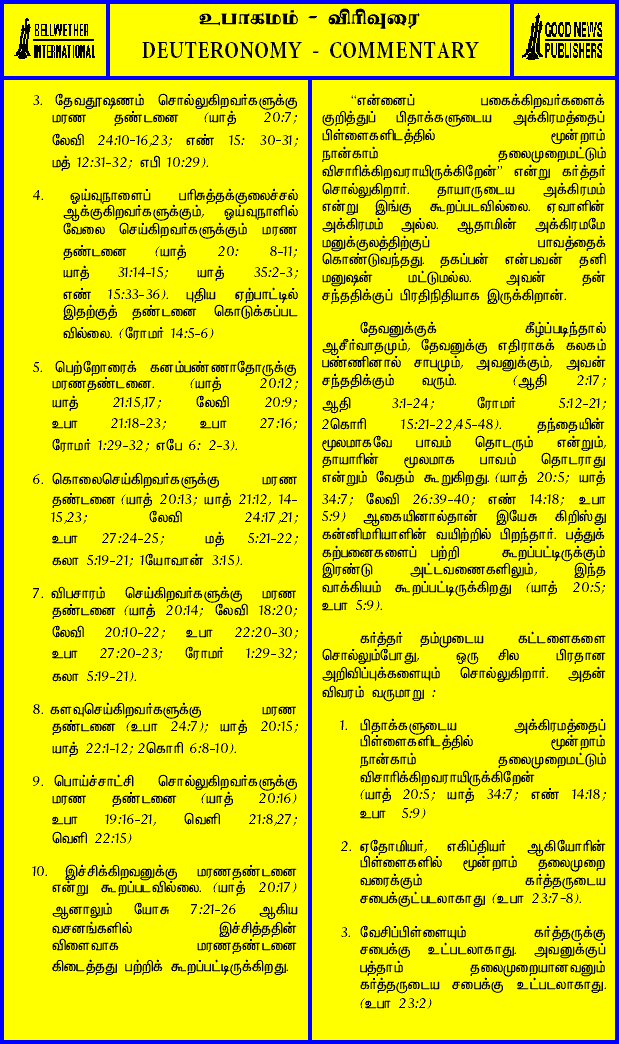 BELLWETHER
INTERNATIONAL
உபாகமம் - விரிவுரை
DEUTERONOMY - COMMENTARY
GOOD NEWS
PUBLISHERS
3. தேவதூஷணம் சொல்லுகிறவர்களுக்கு
மரண தண்டனை (யாத் 20:7;
லேவி 24:10-16,23; எண் 15: 30-31;
மத் 12:31-32; எபி 10:29).
4. ஓய்வுநாளைப் பரிசுத்தக்குலைச்சல்
ஆக்குகிறவர்களுக்கும், ஓய்வுநாளில்
வேலை செய்கிறவர்களுக்கும் மரண
தண்டனை (யாத் 20: 8-11;
யாத் 31:14-15; யாத் 35:2-3;
எண் 15:33-36). புதிய ஏற்பாட்டில்
இதற்குத் தண்டனை கொடுக்கப்பட
வில்லை. (ரோமர் 14:5-6)
5. பெற்றோரைக் கனம்பண்ணாதோருக்கு
மரணதண்டனை. (யாத் 20:12;
யாத் 21:15,17; லேவி 20:9;
உபா 21:18-23; உபா 27:16;
ரோமர் 1:29-32; எபே 6: 2-3).
6. கொலைசெய்கிறவர்களுக்கு மரண
தண்டனை (யாத் 20:13; யாத் 21:12, 14-
15,23; லேவி 24:17,21;
உபா 27:24-25; மத் 5:21-22;
கலா 5:19-21; 1யோவான் 3:15).
7. விபசாரம் செய்கிறவர்களுக்கு மரண
தண்டனை (யாத் 20:14; லேவி 18:20;
லேவி 20:10-22; உபா 22:20-30;
உபா 27:20-23; ரோமர் 1:29-32;
கலா 5:19-21).
8. களவுசெய்கிறவர்களுக்கு மரண
தண்டனை (உபா 24:7); யாத் 20:15;
யாத் 22:1-12; 2கொரி 6:8-10).
9. பொய்ச்சாட்சி சொல்லுகிறவர்களுக்கு
மரண தண்டனை (யாத் 20:16)
உபா 19:16-21, வெளி 21:8,27;
வெளி 22:15)
10. இச்சிக்கிறவனுக்கு மரணதண்டனை
என்று கூறப்படவில்லை. (யாத் 20:17)
ஆனாலும் யோசு 7:21-26 ஆகிய
வசனங்களில் இச்சித்ததின்
விளைவாக மரணதண்டனை
கிடைத்தது பற்றிக் கூறப்பட்டிருக்கிறது.
“என்னைப் பகைக்கிறவர்களைக்
குறித்துப் பிதாக்களுடைய அக்கிரமத்தைப்
பிள்ளைகளிடத்தில் மூன்றாம்
நான்காம் தலைமுறைமட்டும்
விசாரிக்கிறவராயிருக்கிறேன்” என்று கர்த்தர்
சொல்லுகிறார். தாயாருடைய அக்கிரமம்
என்று இங்கு கூறப்படவில்லை. ஏவாளின்
அக்கிரமம் அல்ல. ஆதாமின் அக்கிரமமே
மனுக்குலத்திற்குப் பாவத்தைக்
கொண்டுவந்தது. தகப்பன் என்பவன் தனி
மனுஷன் மட்டுமல்ல. அவன் தன்
சந்ததிக்குப் பிரதிநிதியாக இருக்கிறான்.
தேவனுக்குக் கீழ்ப்படிந்தால்
ஆசீர்வாதமும், தேவனுக்கு எதிராகக் கலகம்
பண்ணினால் சாபமும், அவனுக்கும், அவன்
சந்ததிக்கும் வரும். (ஆதி 2:17;
ஆதி 3:1-24; ரோமர் 5:12-21;
2கொரி 15:21-22,45-48). தந்தையின்
மூலமாகவே பாவம் தொடரும் என்றும்,
தாயாரின் மூலமாக பாவம் தொடராது
என்றும் வேதம் கூறுகிறது. (யாத் 20:5; யாத்
34:7; லேவி 26:39-40; எண் 14:18; உபா
5:9) ஆகையினால்தான் இயேசு கிறிஸ்து
கன்னிமரியாளின் வயிற்றில் பிறந்தார். பத்துக்
கற்பனைகளைப் பற்றி கூறப்பட்டிருக்கும்
இரண்டு அட்டவணைகளிலும், இந்த
வாக்கியம் கூறப்பட்டிருக்கிறது (யாத் 20:5;
உபா 5:9).
கர்த்தர் தம்முடைய கட்டளைகளை
சொல்லும்போது, ஒரு சில பிரதான
அறிவிப்புக்களையும் சொல்லுகிறார். அதன்
விவரம் வருமாறு :
1. பிதாக்களுடைய அக்கிரமத்தைப்
பிள்ளைகளிடத்தில் மூன்றாம்
நான்காம் தலைமுறைமட்டும்
விசாரிக்கிறவராயிருக்கிறேன்
(யாத் 20:5; யாத் 34:7; எண் 14:18;
உபா 5:9)
2. ஏதோமியர், எகிப்தியர் ஆகியோரின்
பிள்ளைகளில் மூன்றாம் தலைமுறை
வரைக்கும் கர்த்தருடைய
சபைக்குட்படலாகாது (உபா 23:7-8).
3. வேசிப்பிள்ளையும் கர்த்தருக்கு
சபைக்கு உட்படலாகாது. அவனுக்குப்
பத்தாம் தலைமுறையானவனும்
கர்த்தருடைய சபைக்கு உட்படலாகாது.
(உபா 23:2)